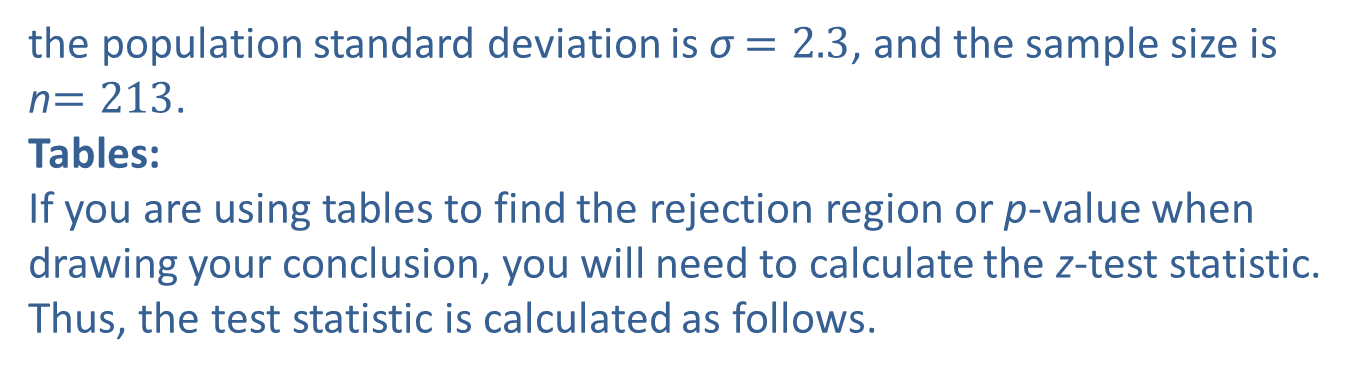 the population standard deviation is σ = 2.3, and the sample size is
n= 213.
Tables:
If you are using tables to find the rejection region or p-value when
drawing your conclusion, you will need to calculate the z-test statistic.
Thus, the test statistic is calculated as follows.